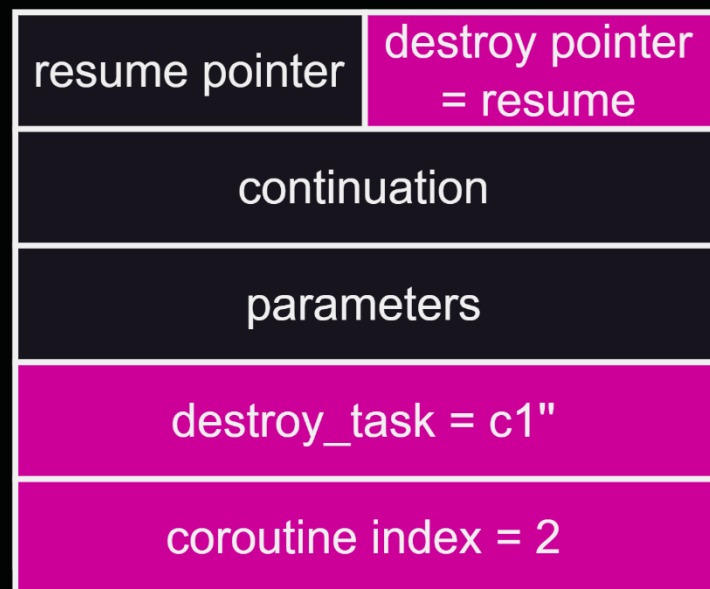 resume pointer
destroy pointer
= resume
continuation
parameters
destroy_task = c1"
coroutine index = 2